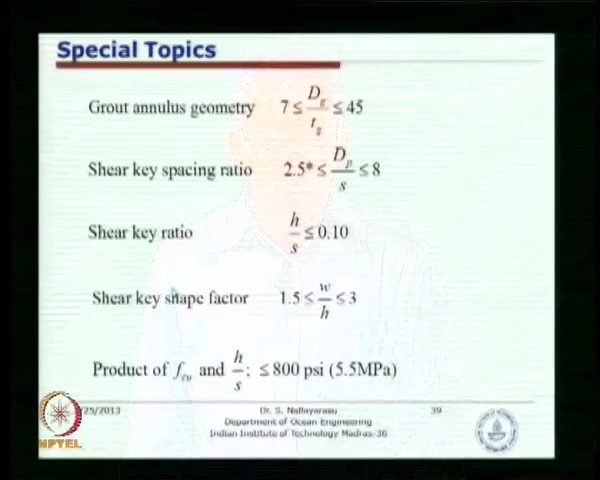 Special Topics
Grout annulus geometry 7 ≤ D_g / t_g ≤ 45
Shear key spacing ratio 2.5* ≤ D_p / s ≤ 8
Shear key ratio h / s ≤ 0.10
Shear key shape factor 1.5 ≤ w / h ≤ 3
Product of f_cu and h / s ; ≤ 800 psi (5.5MPa)
/25/2013 Dr. S. Nallayarasu 39
Department of Ocean Engineering
Indian Institute of Technology Madras-36
NPTEL